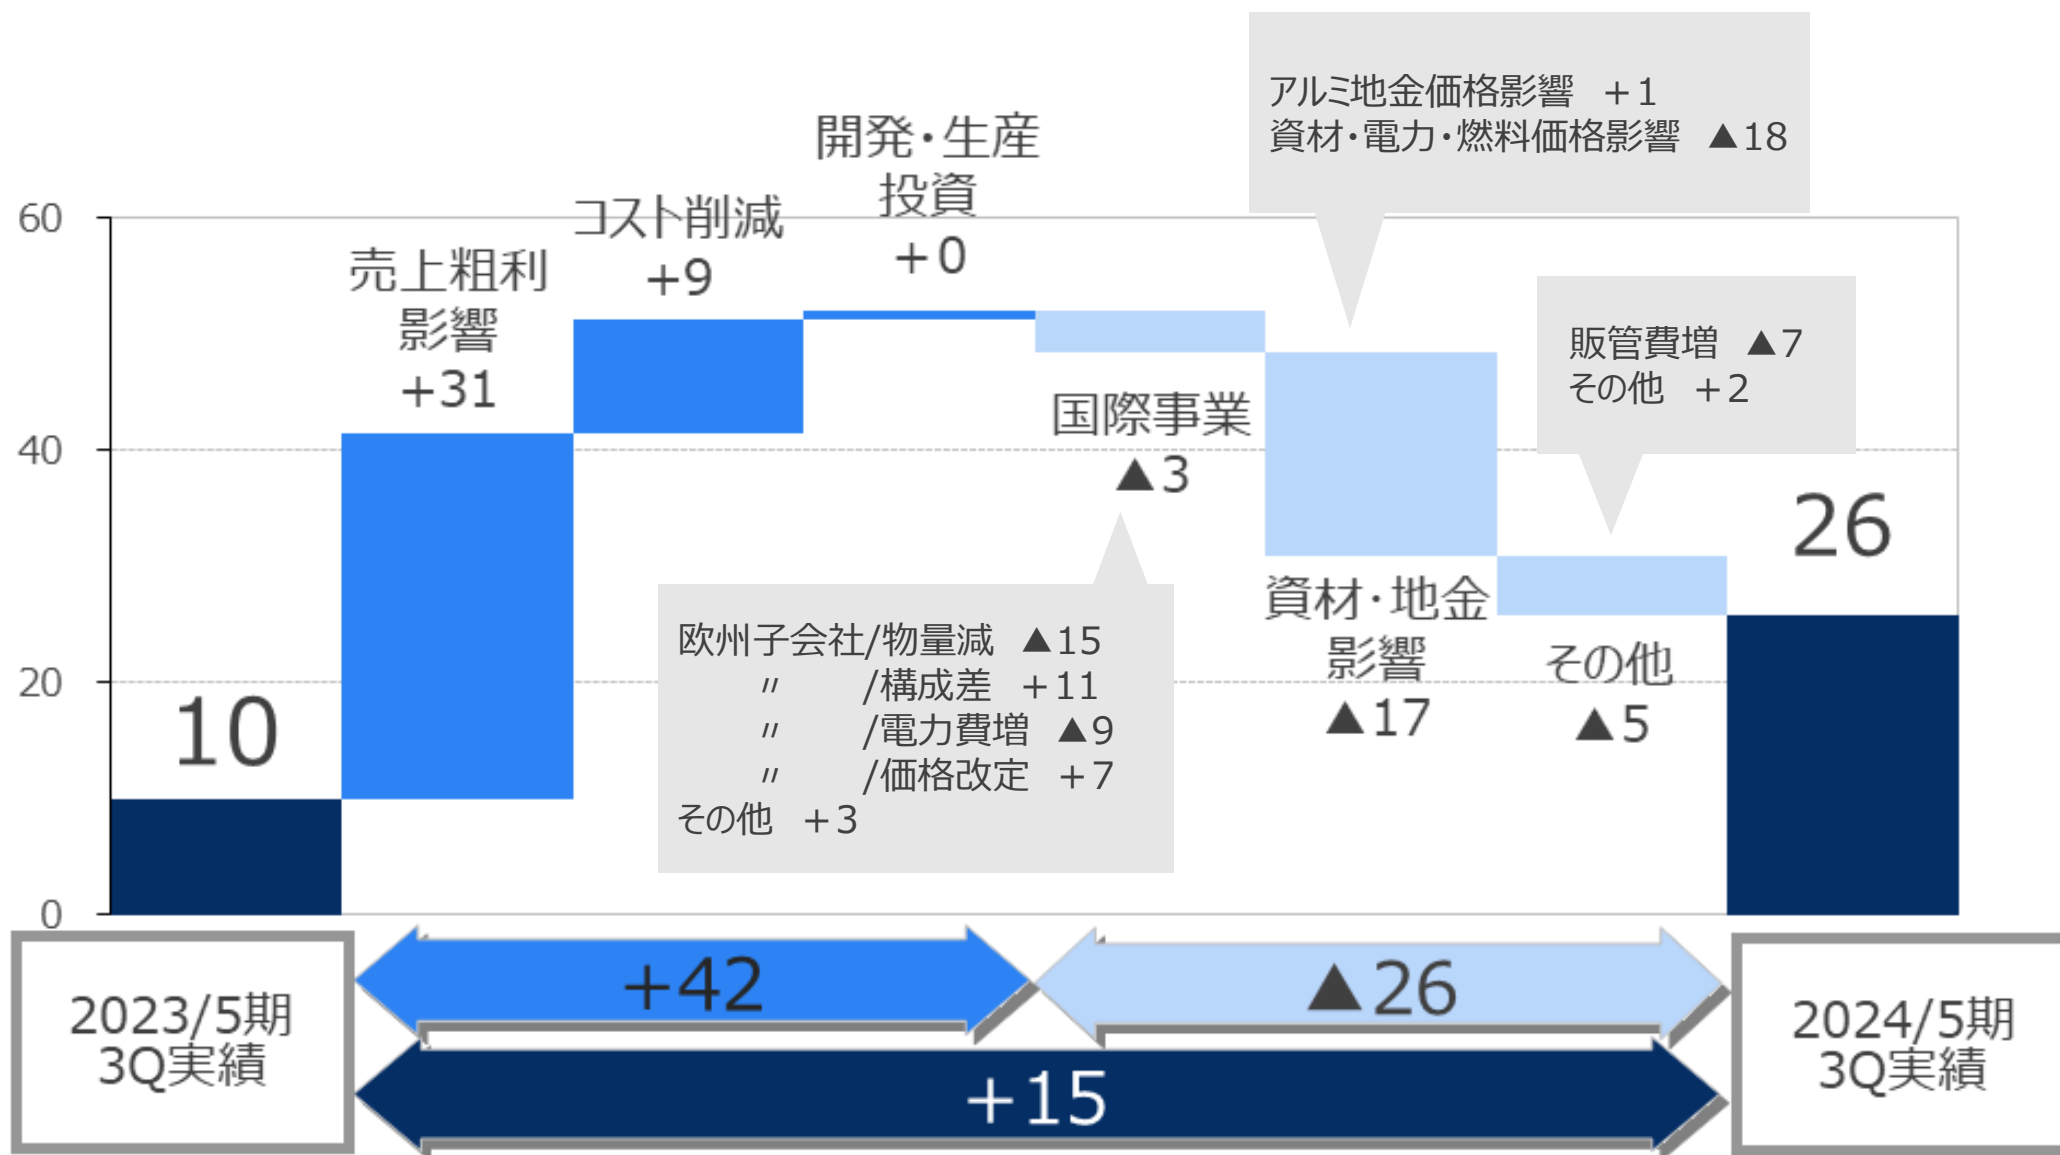 アルミ地金価格影響 +1
資材・電力・燃料価格影響 ▲18
開発・生産
投資
+0
コスト削減
+9
売上粗利
影響
+31
販管費増 ▲7
その他 +2
60
40
20
0
国際事業
▲3
10
26
欧州子会社/物量減 ▲15
〃 /構成差 +11
〃 /電力費増 ▲9
〃 /価格改定 +7
その他 +3
資材・地金
影響
▲17
その他
▲5
+42
▲26
+15
2023/5期
3Q実績
2024/5期
3Q実績